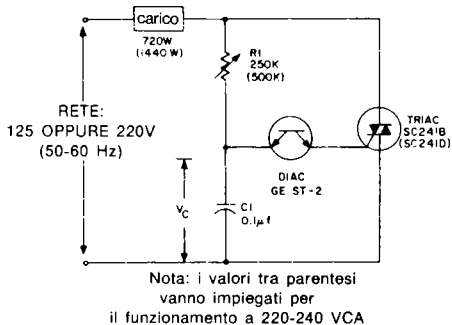 carico
720W
(1440W)
R1
250K
(500K)
RETE:
125 OPPURE 220V
(50-60 Hz)
TRIAC
SC241B
(SC241D)
DIAC
GE ST-2
VC
C1
0.1μf
Nota: i valori tra parentesi
vanno impiegati per
il funzionamento a 220-240 VCA